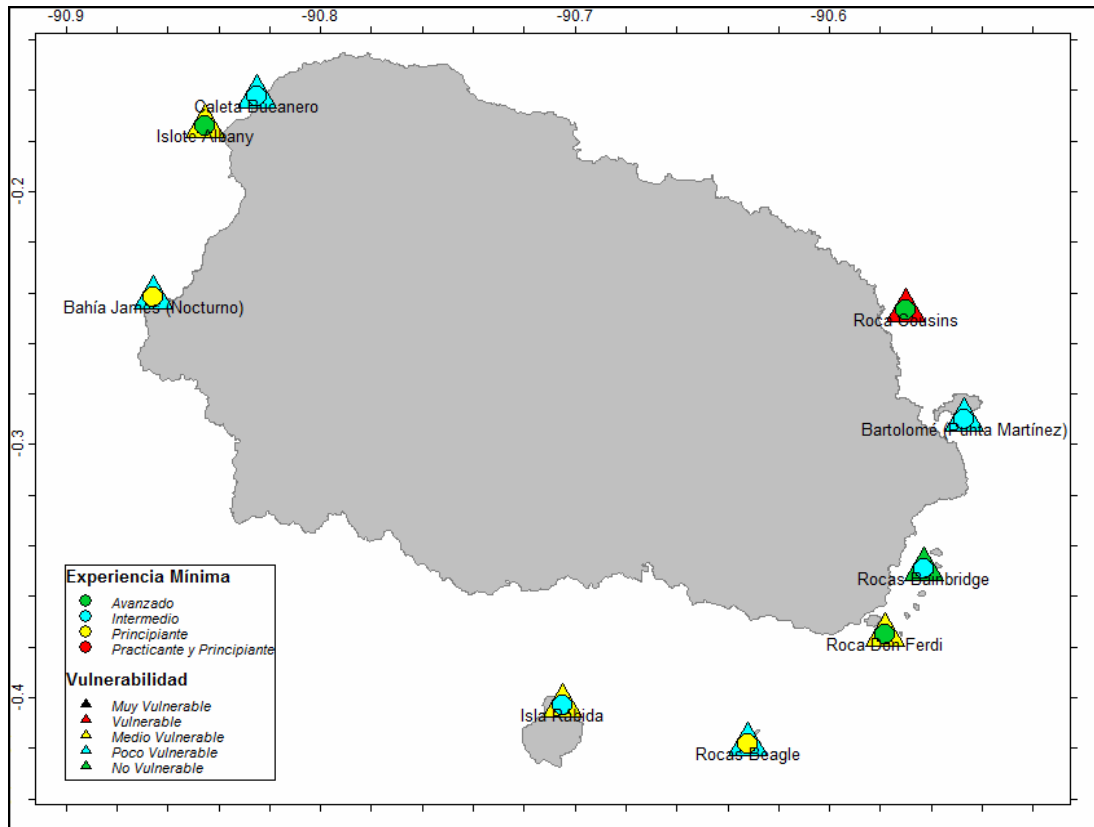 -90.9 -90.8 -90.7 -90.6
Caleta Bucanero
Islote Albany
-0.2
Bahía James (Nocturno)
Roca Cousins
Bartolomé (Punta Martínez)
-0.3
Rocas Bainbridge
Roca Don Ferdi
-0.4
Isla Rábida
Rocas Beagle
Experiencia Mínima
Avanzado
Intermedio
Principiante
Practicante y Principiante
Vulnerabilidad
Muy Vulnerable
Vulnerable
Medio Vulnerable
Poco Vulnerable
No Vulnerable